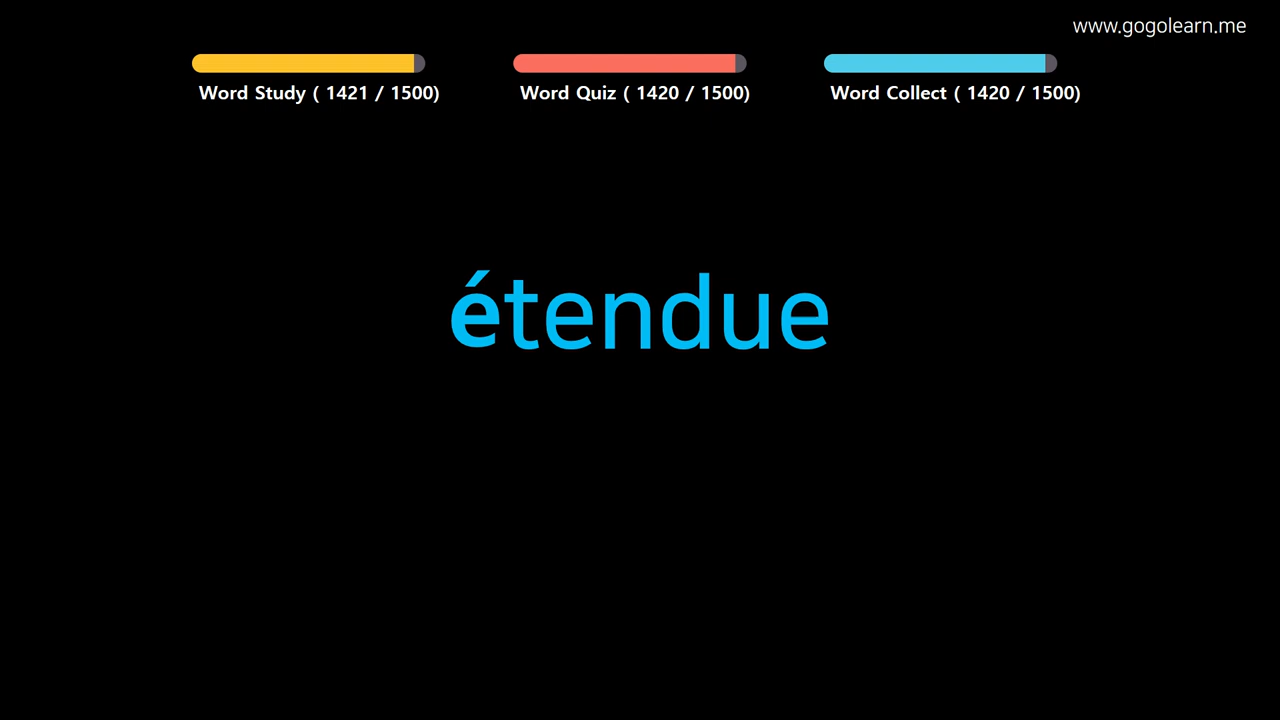 www.gogolearn.me
Word Study ( 1421 / 1500)
Word Quiz ( 1420 / 1500)
Word Collect ( 1420 / 1500)
étendue